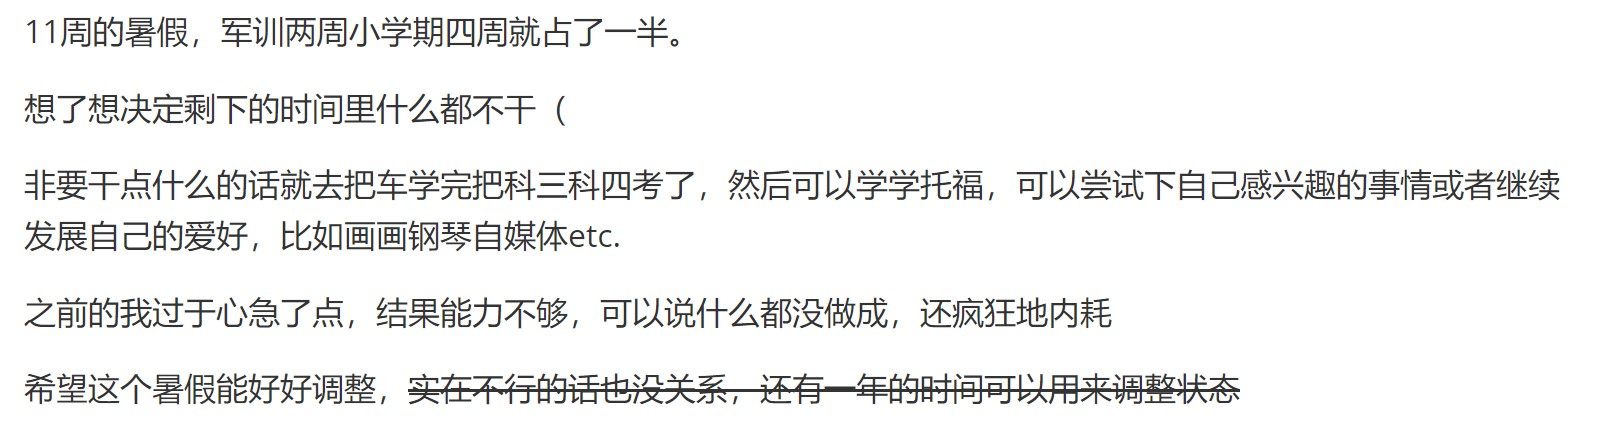 11周的暑假，军训两周小学期四周就占了一半。
想了想决定剩下的时间里什么都不干（
非要干点什么的话就去把车学完把科三科四考了，然后可以学学托福，可以尝试下自己感兴趣的事情或者继续
发展自己的爱好，比如画画钢琴自媒体etc.
之前的我过于心急了点，结果能力不够，可以说什么都没做成，还疯狂地内耗
希望这个暑假能好好调整，实在不行的话也没关系，还有一年的时间可以用来调整状态